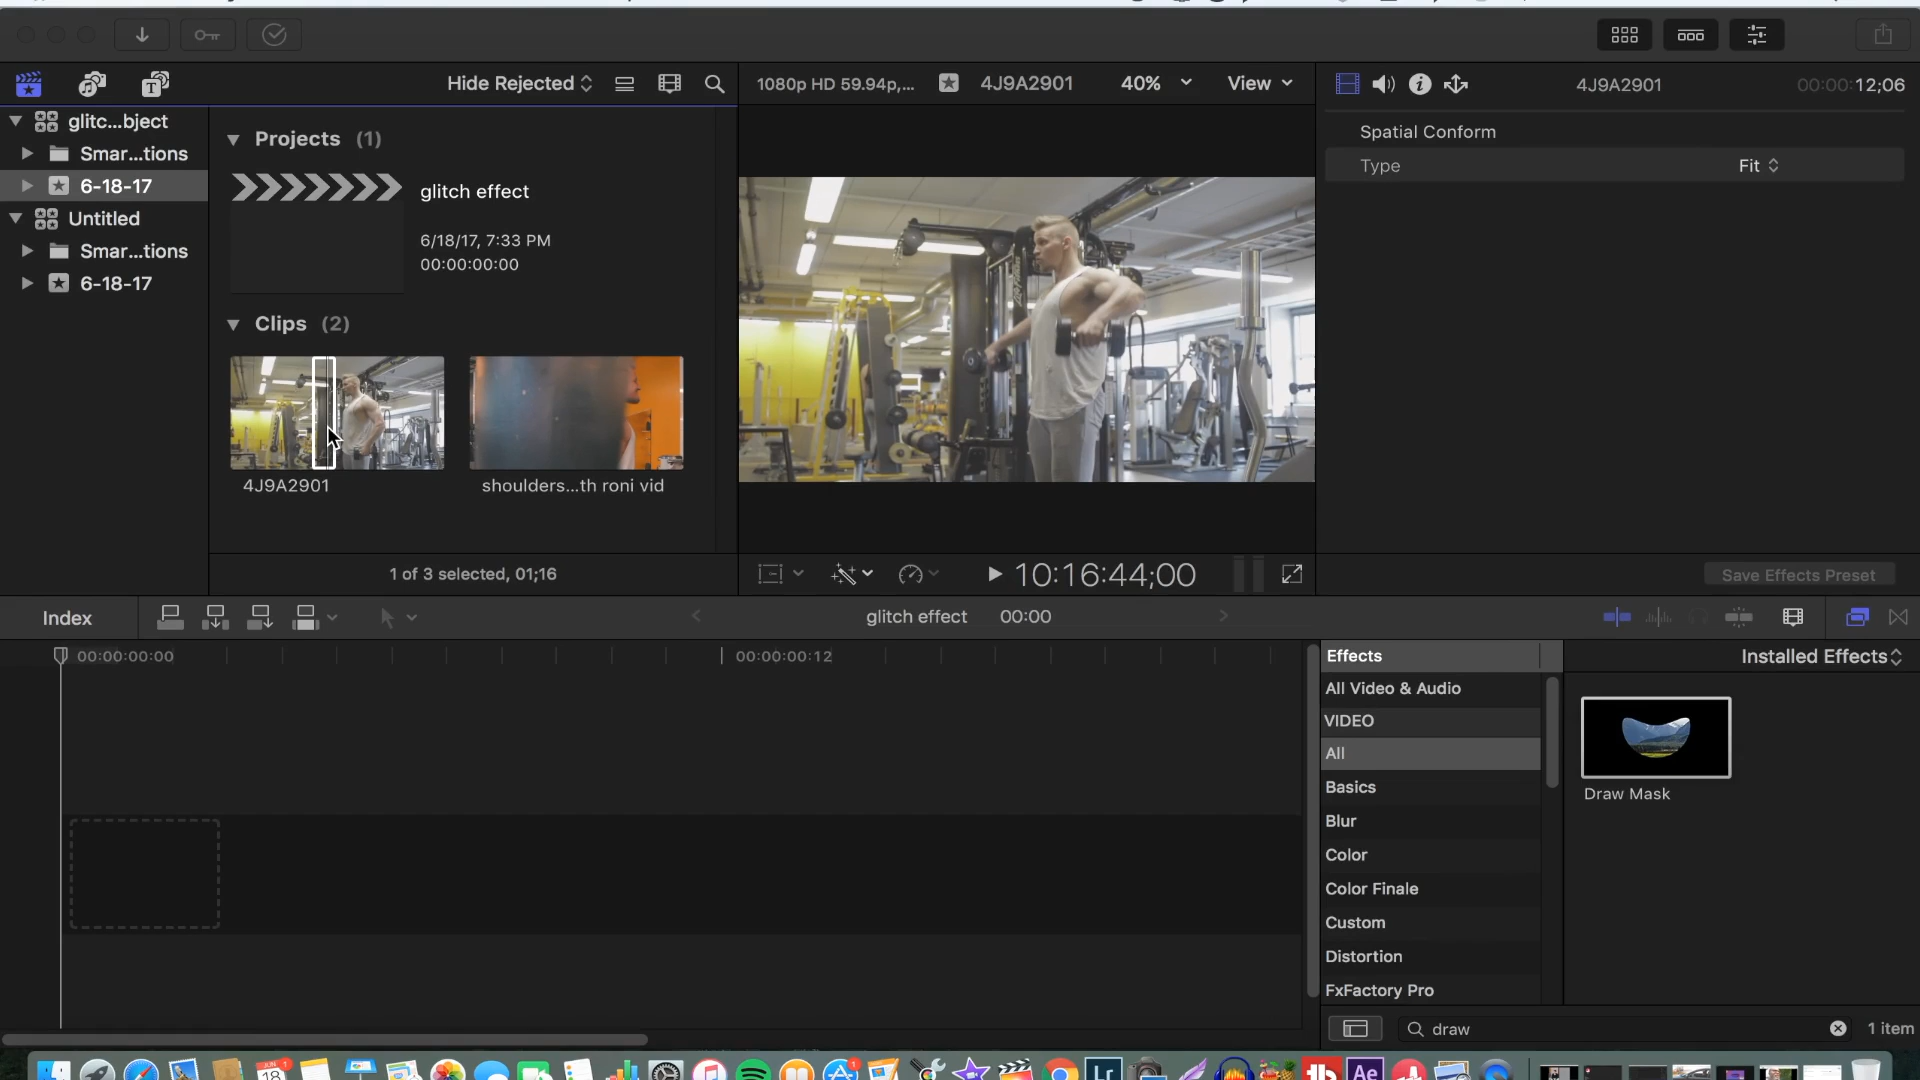 Hide Rejected
1080p HD 59.94p,...
4J9A2901
40%
View
4J9A2901
00:00:00:12;06
glitc...bject
Smar...tions
6-18-17
Untitled
Smar...tions
6-18-17
Projects (1)
glitch effect
6/18/17, 7:33 PM
00:00:00:00
Clips (2)
4J9A2901
shoulders...th roni vid
1 of 3 selected, 01;16
10:16:44;00
Spatial Conform
Type
Fit
Save Effects Preset
Index
glitch effect
00:00
00:00:00:00
00:00:00:12
Effects
All Video & Audio
VIDEO
All
Basics
Blur
Color
Color Finale
Custom
Distortion
FxFactory Pro
Installed Effects
Draw Mask
draw
1 item
JUN
18
Lr
Ae